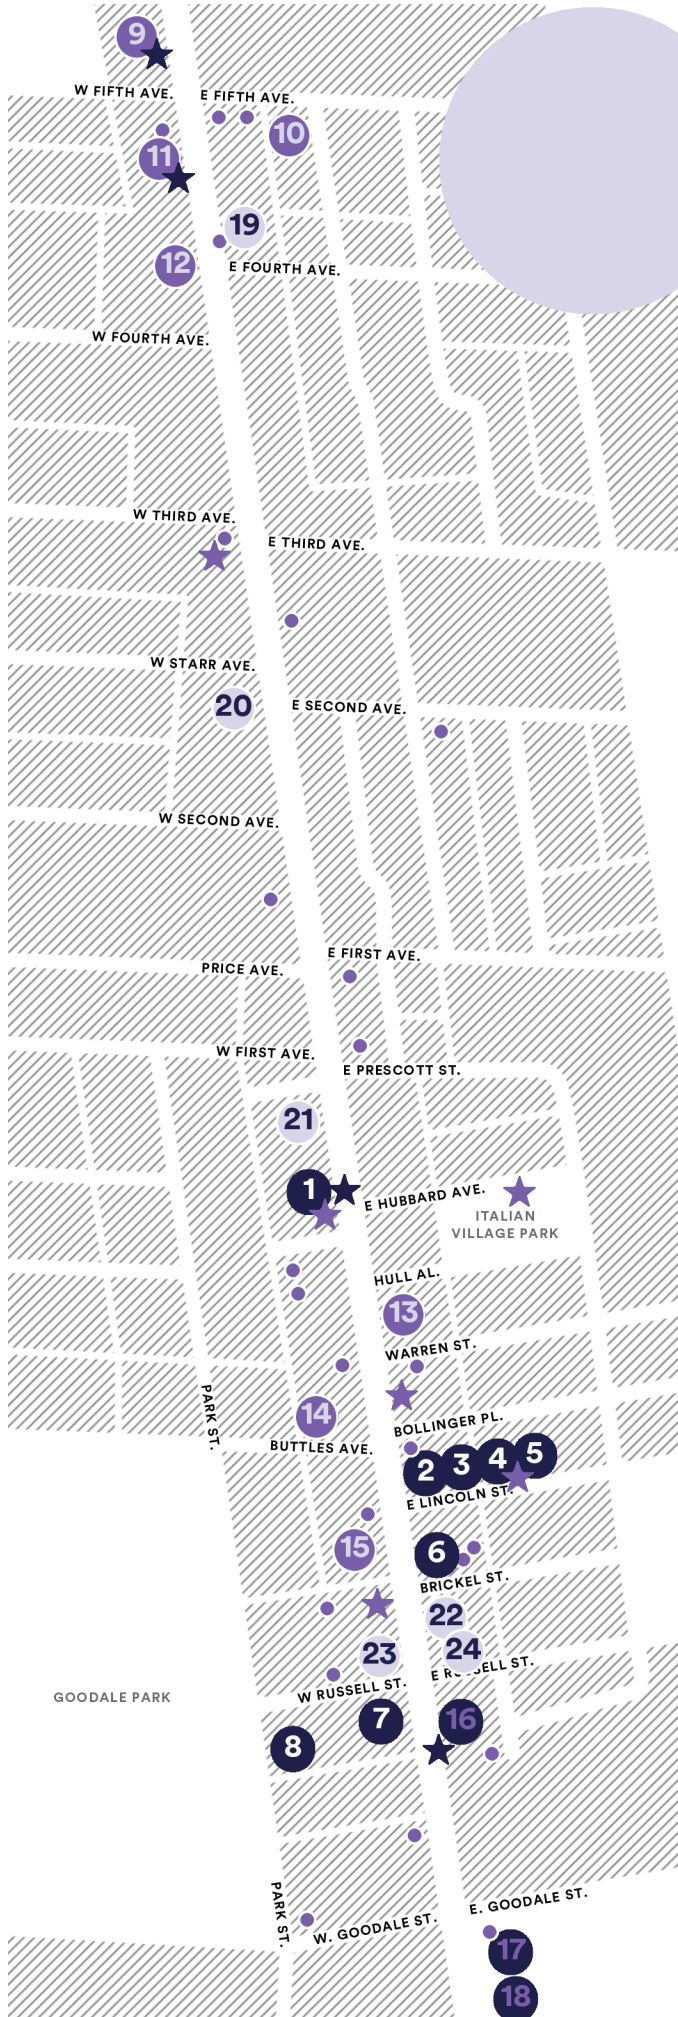 9
W FIFTH AVE.
E FIFTH AVE.
10
11
19
12
E FOURTH AVE.
W FOURTH AVE.
W THIRD AVE.
E THIRD AVE.
W STARR AVE.
20
E SECOND AVE.
W SECOND AVE.
E FIRST AVE.
PRICE AVE.
W FIRST AVE.
E PRESCOTT ST.
21
1
E HUBBARD AVE.
ITALIAN
VILLAGE PARK
HULL AL.
13
WARREN ST.
PARK ST.
14
BOLLINGER PL.
BUTTLES AVE.
2
3
4
5
E LINCOLN ST.
15
6
BRICKEL ST.
22
23
24
E RUSSELL ST.
W RUSSELL ST.
GOODALE PARK
7
16
8
PARK ST.
E. GOODALE ST.
W. GOODALE ST.
17
18